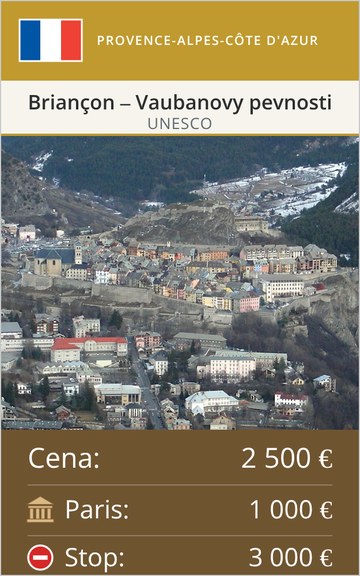 PROVENCE-ALPES-CÔTE D'AZUR
Briançon – Vaubanovy pevnosti
UNESCO
Cena: 2 500 €
Paris: 1 000 €
Stop: 3 000 €